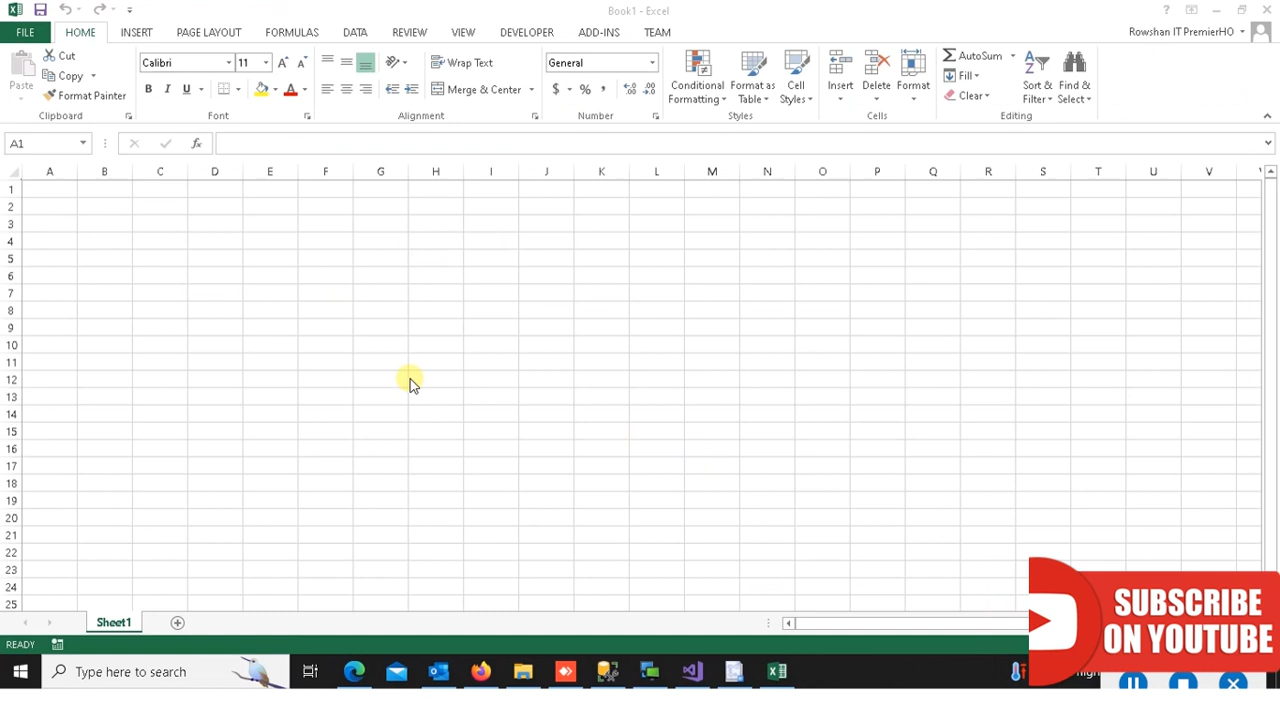 Book1 - Excel
?
FILE HOME INSERT PAGE LAYOUT FORMULAS DATA REVIEW VIEW DEVELOPER ADD-INS TEAM
Rowshan IT PremierHO
Paste
Cut
Copy
Format Painter
Clipboard
Calibri 11
B I U
Font
Wrap Text
Merge & Center
Alignment
General
$ % ,
Number
Conditional Formatting
Format as Table
Cell Styles
Styles
Insert
Delete
Format
Cells
AutoSum
Fill
Clear
Sort & Filter
Find & Select
Editing
A1
fx
A B C D E F G H I J K L M N O P Q R S T U V
1
2
3
4
5
6
7
8
9
10
11
12
13
14
15
16
17
18
19
20
21
22
23
24
25
Sheet1
READY
Type here to search
SUBSCRIBE
ON YOUTUBE